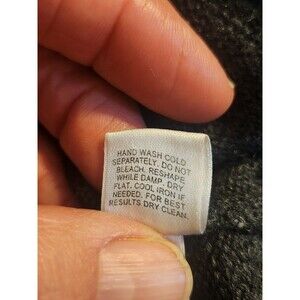 HAND WASH COLD
SEPARATELY. DO NOT
BLEACH. RESHAPE
WHILE DAMP. DRY
FLAT. COOL IRON IF
NEEDED. FOR BEST
RESULTS DRY CLEAN.